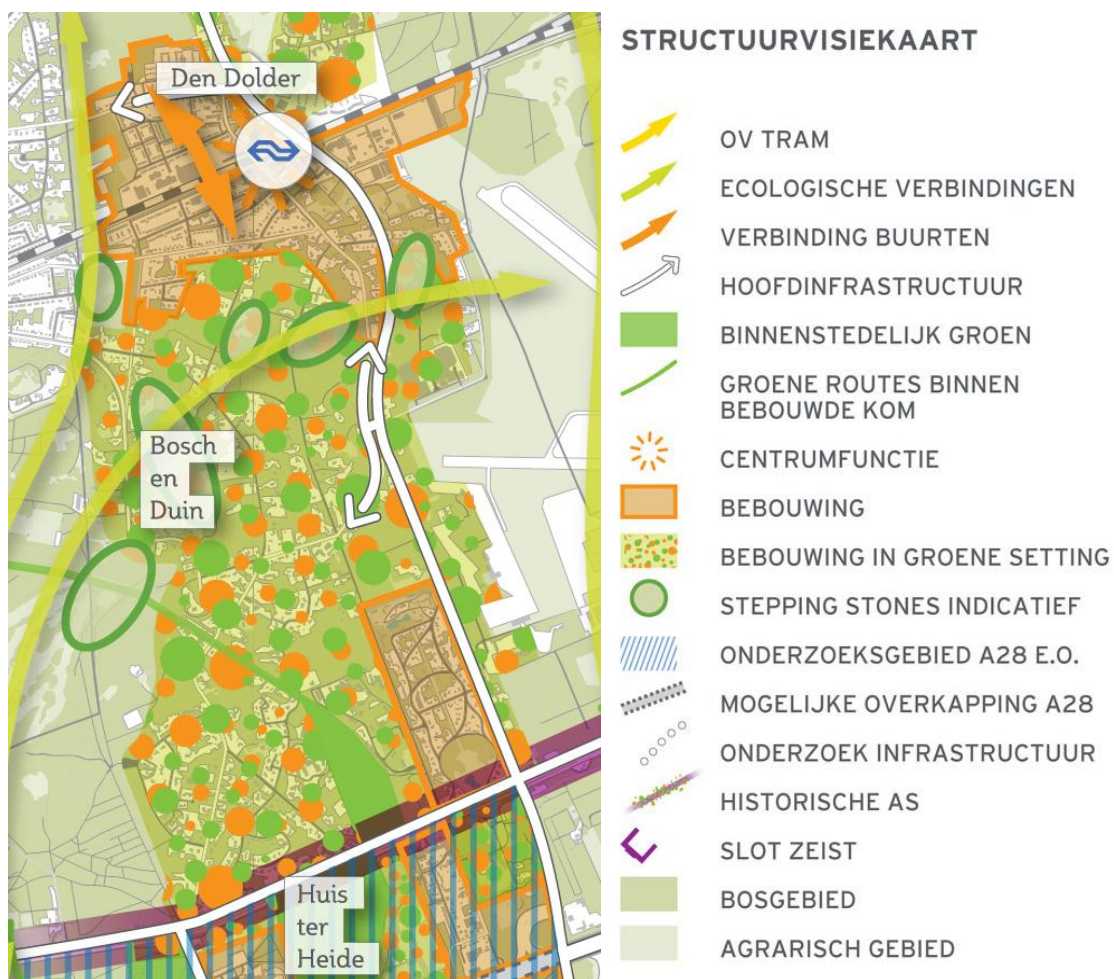 Den Dolder
Bosch
en
Duin
Huis
ter
Heide
STRUCTUURVISIEKAART
OV TRAM
ECOLOGISCHE VERBINDINGEN
VERBINDING BUURTEN
HOOFDINFRASTRUCTUUR
BINNENSTEDELIJK GROEN
GROENE ROUTES BINNEN
BEBOUWDE KOM
CENTRUMFUNCTIE
BEBOUWING
BEBOUWING IN GROENE SETTING
STEPPING STONES INDICATIEF
ONDERZOEKSGEBIED A28 E.O.
MOGELIJKE OVERKAPPING A28
ONDERZOEK INFRASTRUCTUUR
HISTORISCHE AS
SLOT ZEIST
BOSGEBIED
AGRARISCH GEBIED